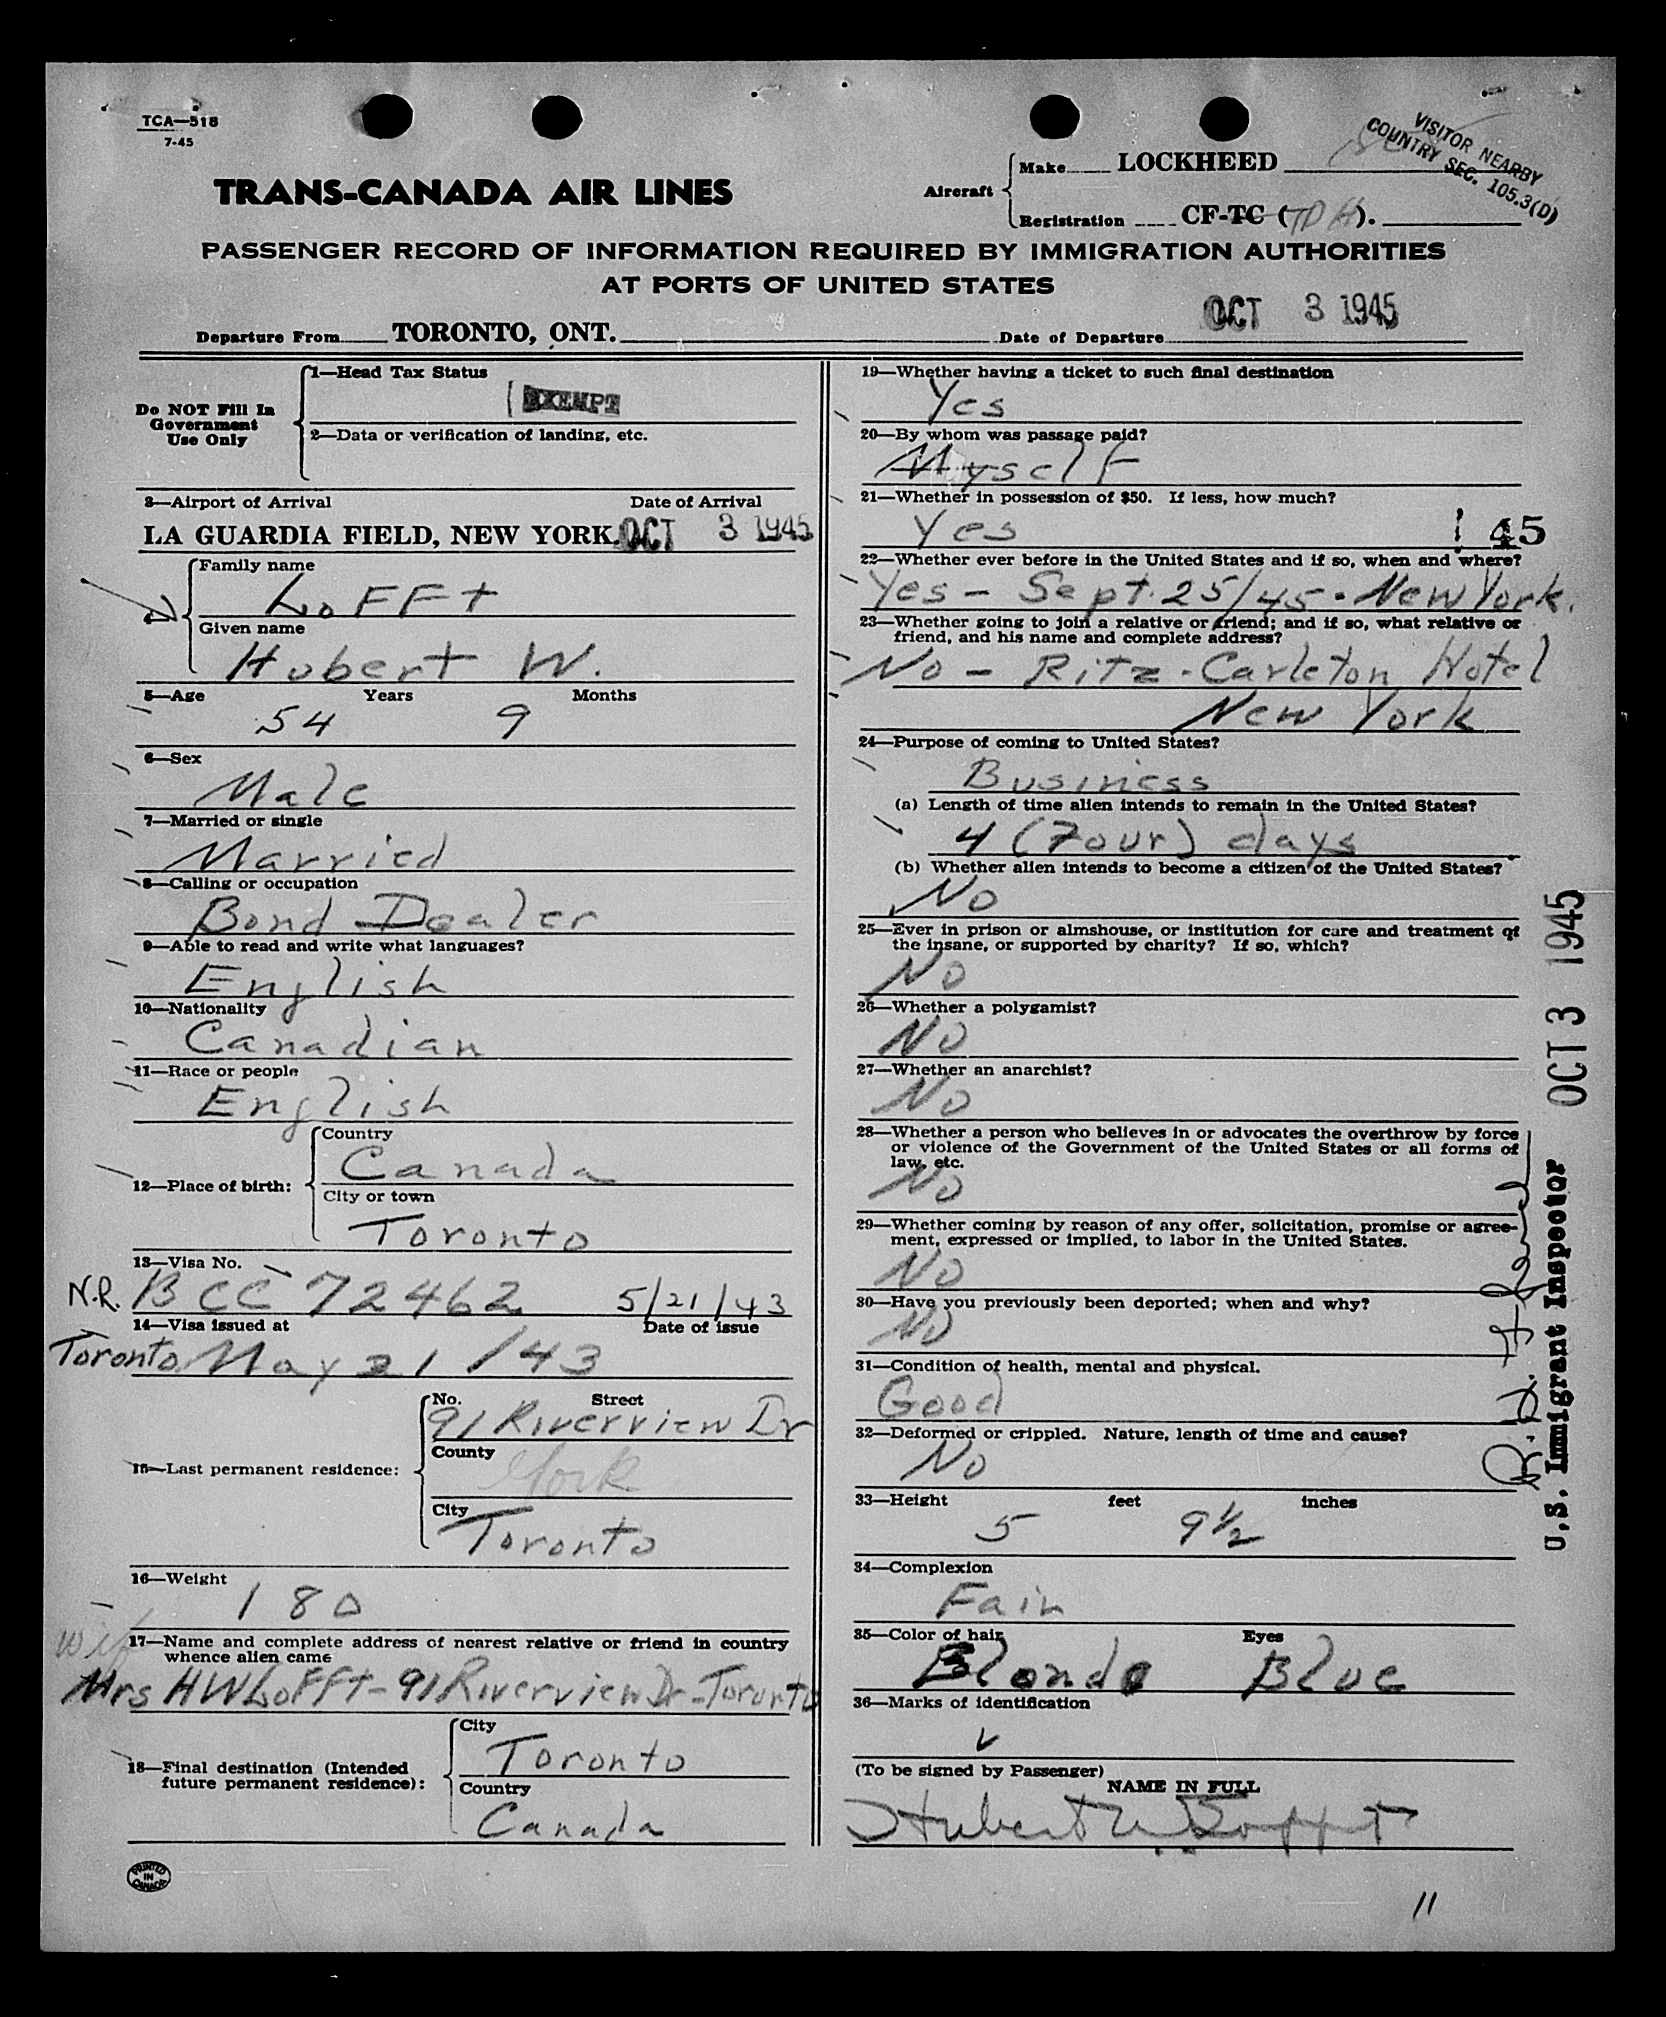 TCA—518
7-45
VISITOR NEARBY
COUNTRY SEC. 105.3(D)
TRANS-CANADA AIR LINES
Aircraft
Make LOCKHEED
Registration CF-TC ( ).
PASSENGER RECORD OF INFORMATION REQUIRED BY IMMIGRATION AUTHORITIES
AT PORTS OF UNITED STATES
Departure From TORONTO, ONT. Date of Departure OCT 3 1945
Do NOT Fill In
Government
Use Only
1—Head Tax Status
EXEMPT
2—Data or verification of landing, etc.
3—Airport of Arrival Date of Arrival
LA GUARDIA FIELD, NEW YORK. OCT 3 1945
Family name
LoFFt
Given name
Hubert W.
5—Age Years Months
54 9
6—Sex
Male
7—Married or single
Married
8—Calling or occupation
Bond Dealer
9—Able to read and write what languages?
English
10—Nationality
Canadian
11—Race or people
English
12—Place of birth:
Country
Canada
City or town
Toronto
13—Visa No.
N.R. B CC 72462 5/21/43
14—Visa issued at Date of issue
Toronto May 21/43
15—Last permanent residence:
No. Street
91 Riverview Dr
County
York
City
Toronto
16—Weight
180
Wife
17—Name and complete address of nearest relative or friend in country
whence alien came
Mrs HW LoFFt - 91 Riverview Dr - Toronto
18—Final destination (Intended
future permanent residence):
City
Toronto
Country
Canada
PRINTED
IN
CANADA
19—Whether having a ticket to such final destination
Yes
20—By whom was passage paid?
Myself
21—Whether in possession of $50. If less, how much?
Yes
45
22—Whether ever before in the United States and if so, when and where?
Yes - Sept. 25/45 - New York.
23—Whether going to join a relative or friend; and if so, what relative or
friend, and his name and complete address?
No - Ritz-Carleton Hotel
New York
24—Purpose of coming to United States?
Business
(a) Length of time alien intends to remain in the United States?
4 (Four) days
(b) Whether alien intends to become a citizen of the United States?
No
25—Ever in prison or almshouse, or institution for care and treatment of
the insane, or supported by charity? If so, which?
No
26—Whether a polygamist?
No
27—Whether an anarchist?
No
28—Whether a person who believes in or advocates the overthrow by force
or violence of the Government of the United States or all forms of
law, etc.
No
29—Whether coming by reason of any offer, solicitation, promise or agree-
ment, expressed or implied, to labor in the United States.
No
30—Have you previously been deported; when and why?
No
31—Condition of health, mental and physical.
Good
32—Deformed or crippled. Nature, length of time and cause?
No
33—Height feet inches
5 9½
34—Complexion
Fair
35—Color of hair Eyes
Blonde Blue
36—Marks of identification
(To be signed by Passenger)
NAME IN FULL
Hubert W Lofft
OCT 3 1945
U.S. Immigrant Inspector
11